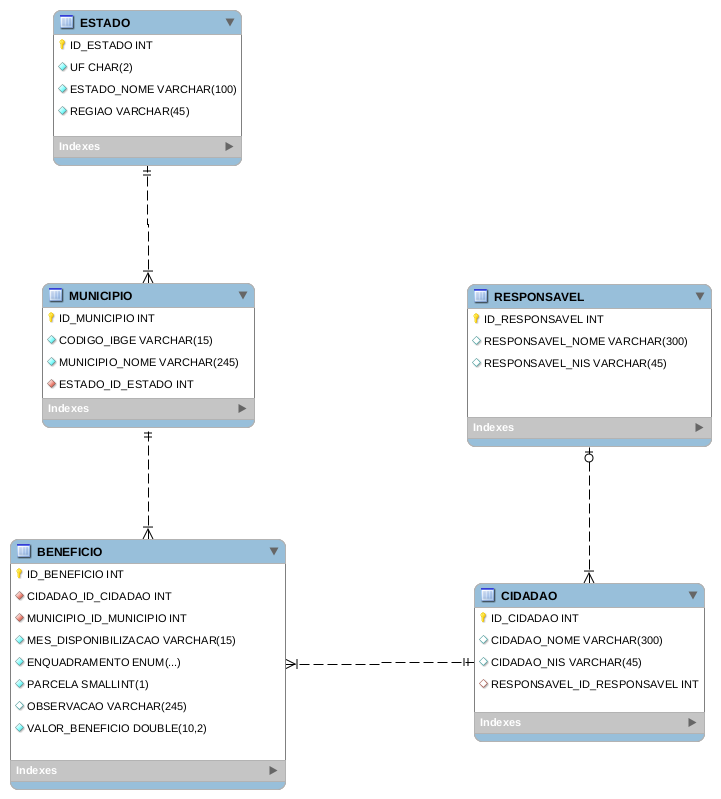 ESTADO
ID_ESTADO INT
UF CHAR(2)
ESTADO_NOME VARCHAR(100)
REGIAO VARCHAR(45)
Indexes
MUNICIPIO
ID_MUNICIPIO INT
CODIGO_IBGE VARCHAR(15)
MUNICIPIO_NOME VARCHAR(245)
ESTADO_ID_ESTADO INT
Indexes
RESPONSAVEL
ID_RESPONSAVEL INT
RESPONSAVEL_NOME VARCHAR(300)
RESPONSAVEL_NIS VARCHAR(45)
Indexes
BENEFICIO
ID_BENEFICIO INT
CIDADAO_ID_CIDADAO INT
MUNICIPIO_ID_MUNICIPIO INT
MES_DISPONIBILIZACAO VARCHAR(15)
ENQUADRAMENTO ENUM(...)
PARCELA SMALLINT(1)
OBSERVACAO VARCHAR(245)
VALOR_BENEFICIO DOUBLE(10,2)
Indexes
CIDADAO
ID_CIDADAO INT
CIDADAO_NOME VARCHAR(300)
CIDADAO_NIS VARCHAR(45)
RESPONSAVEL_ID_RESPONSAVEL INT
Indexes